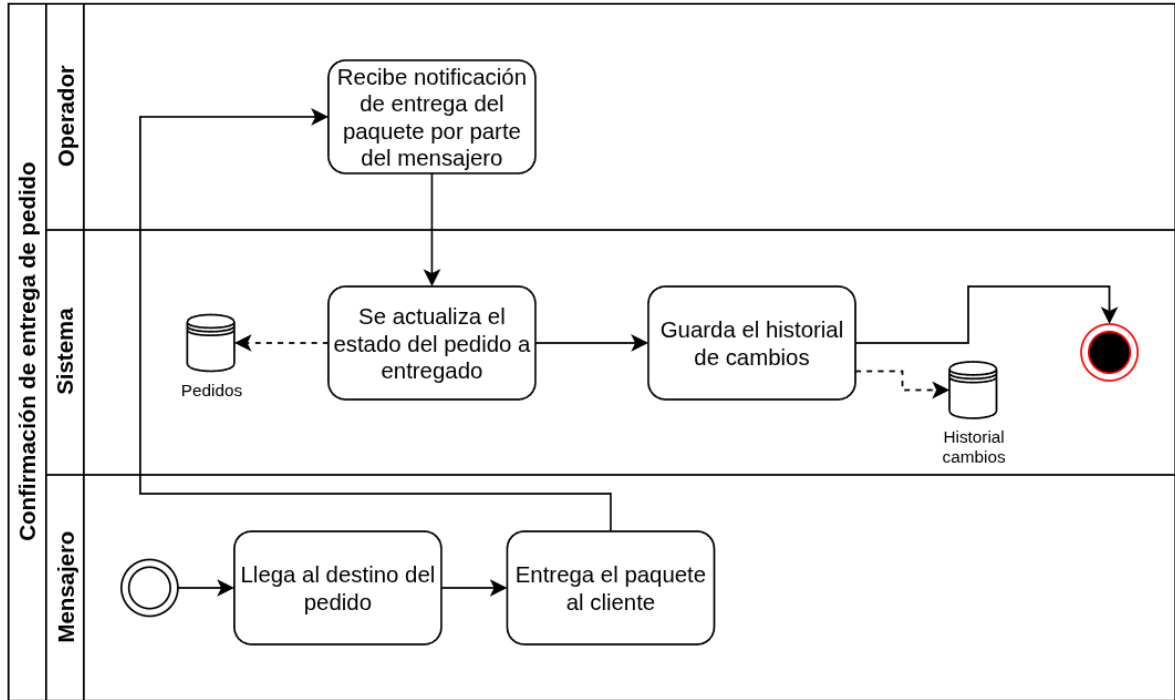 Confirmación de entrega de pedido
Operador
Recibe notificación
de entrega del
paquete por parte
del mensajero
Sistema
Pedidos
Se actualiza el
estado del pedido a
entregado
Guarda el historial
de cambios
Historial
cambios
Mensajero
Llega al destino del
pedido
Entrega el paquete
al cliente